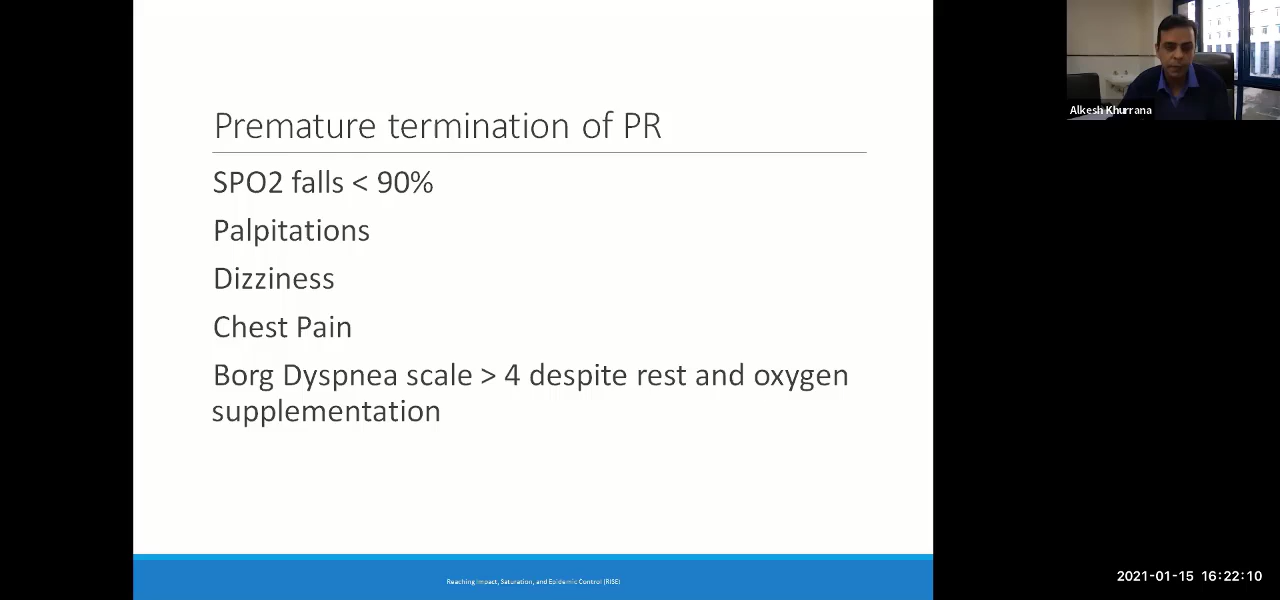 Premature termination of PR
SPO2 falls < 90%
Palpitations
Dizziness
Chest Pain
Borg Dyspnea scale > 4 despite rest and oxygen
supplementation
Reaching Impact, Saturation, and Epidemic Control (RISE)
Alkesh Khurrana
2021-01-15 16:22:10